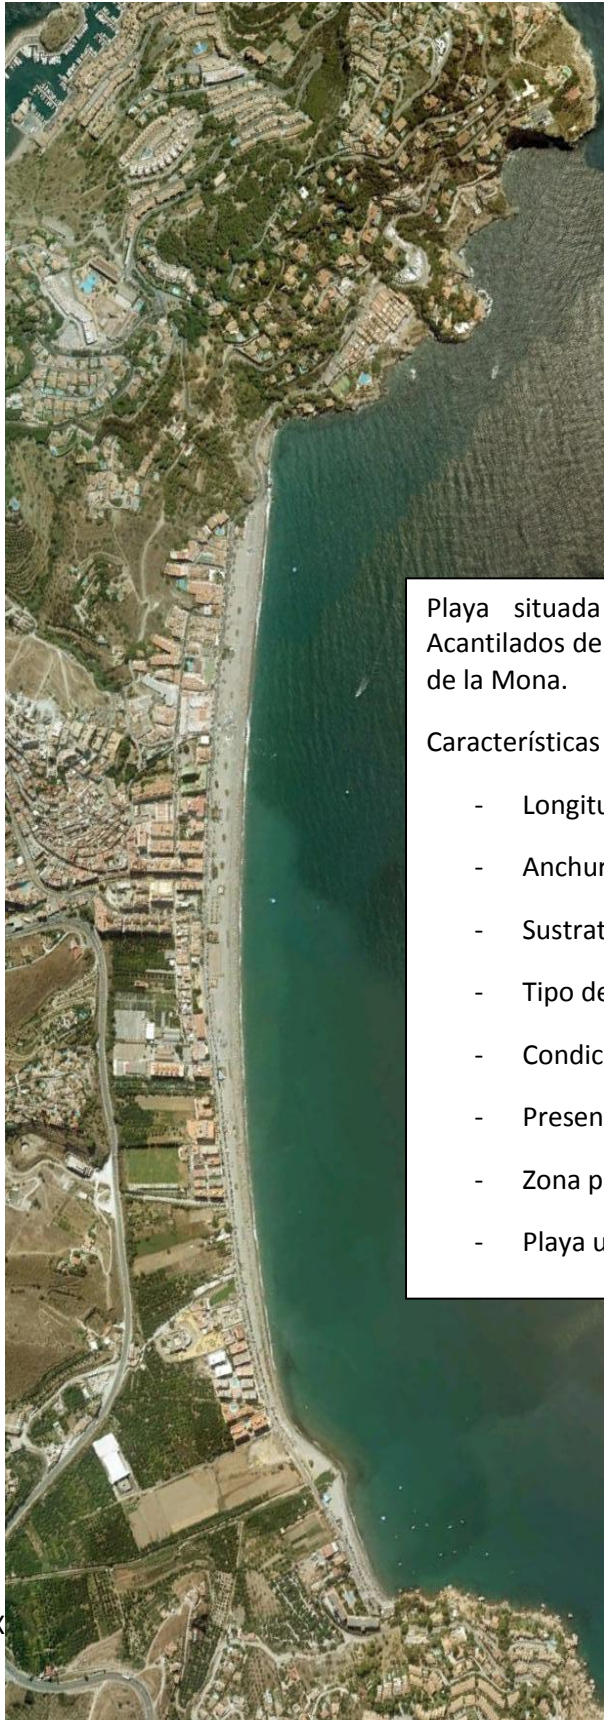 Playa situada
Acantilados de
de la Mona.
Características
- Longitu
- Anchur
- Sustrat
- Tipo de
- Condic
- Presen
- Zona p
- Playa u
X